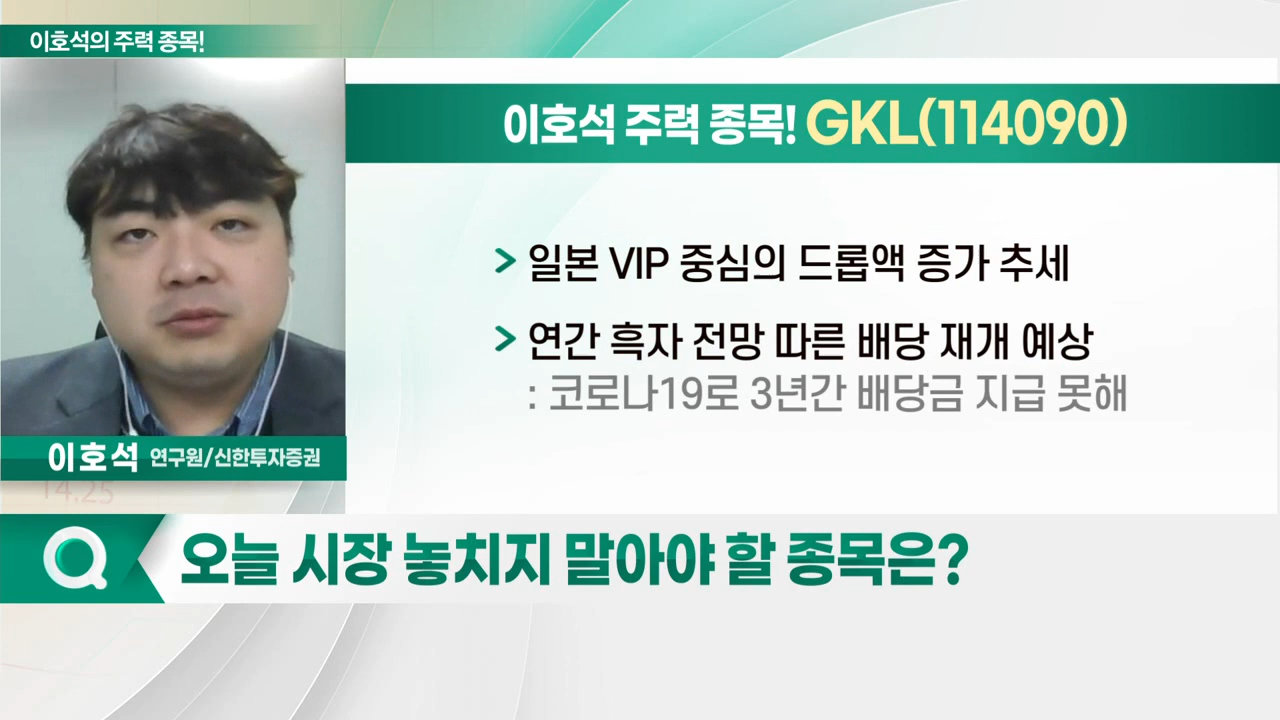 이호석의 주력 종목!
이호석 주력 종목! GKL(114090)
> 일본 VIP 중심의 드롭액 증가 추세
> 연간 흑자 전망 따른 배당 재개 예상
: 코로나19로 3년간 배당금 지급 못해
이호석 연구원/신한투자증권
14.25
오늘 시장 놓치지 말아야 할 종목은?